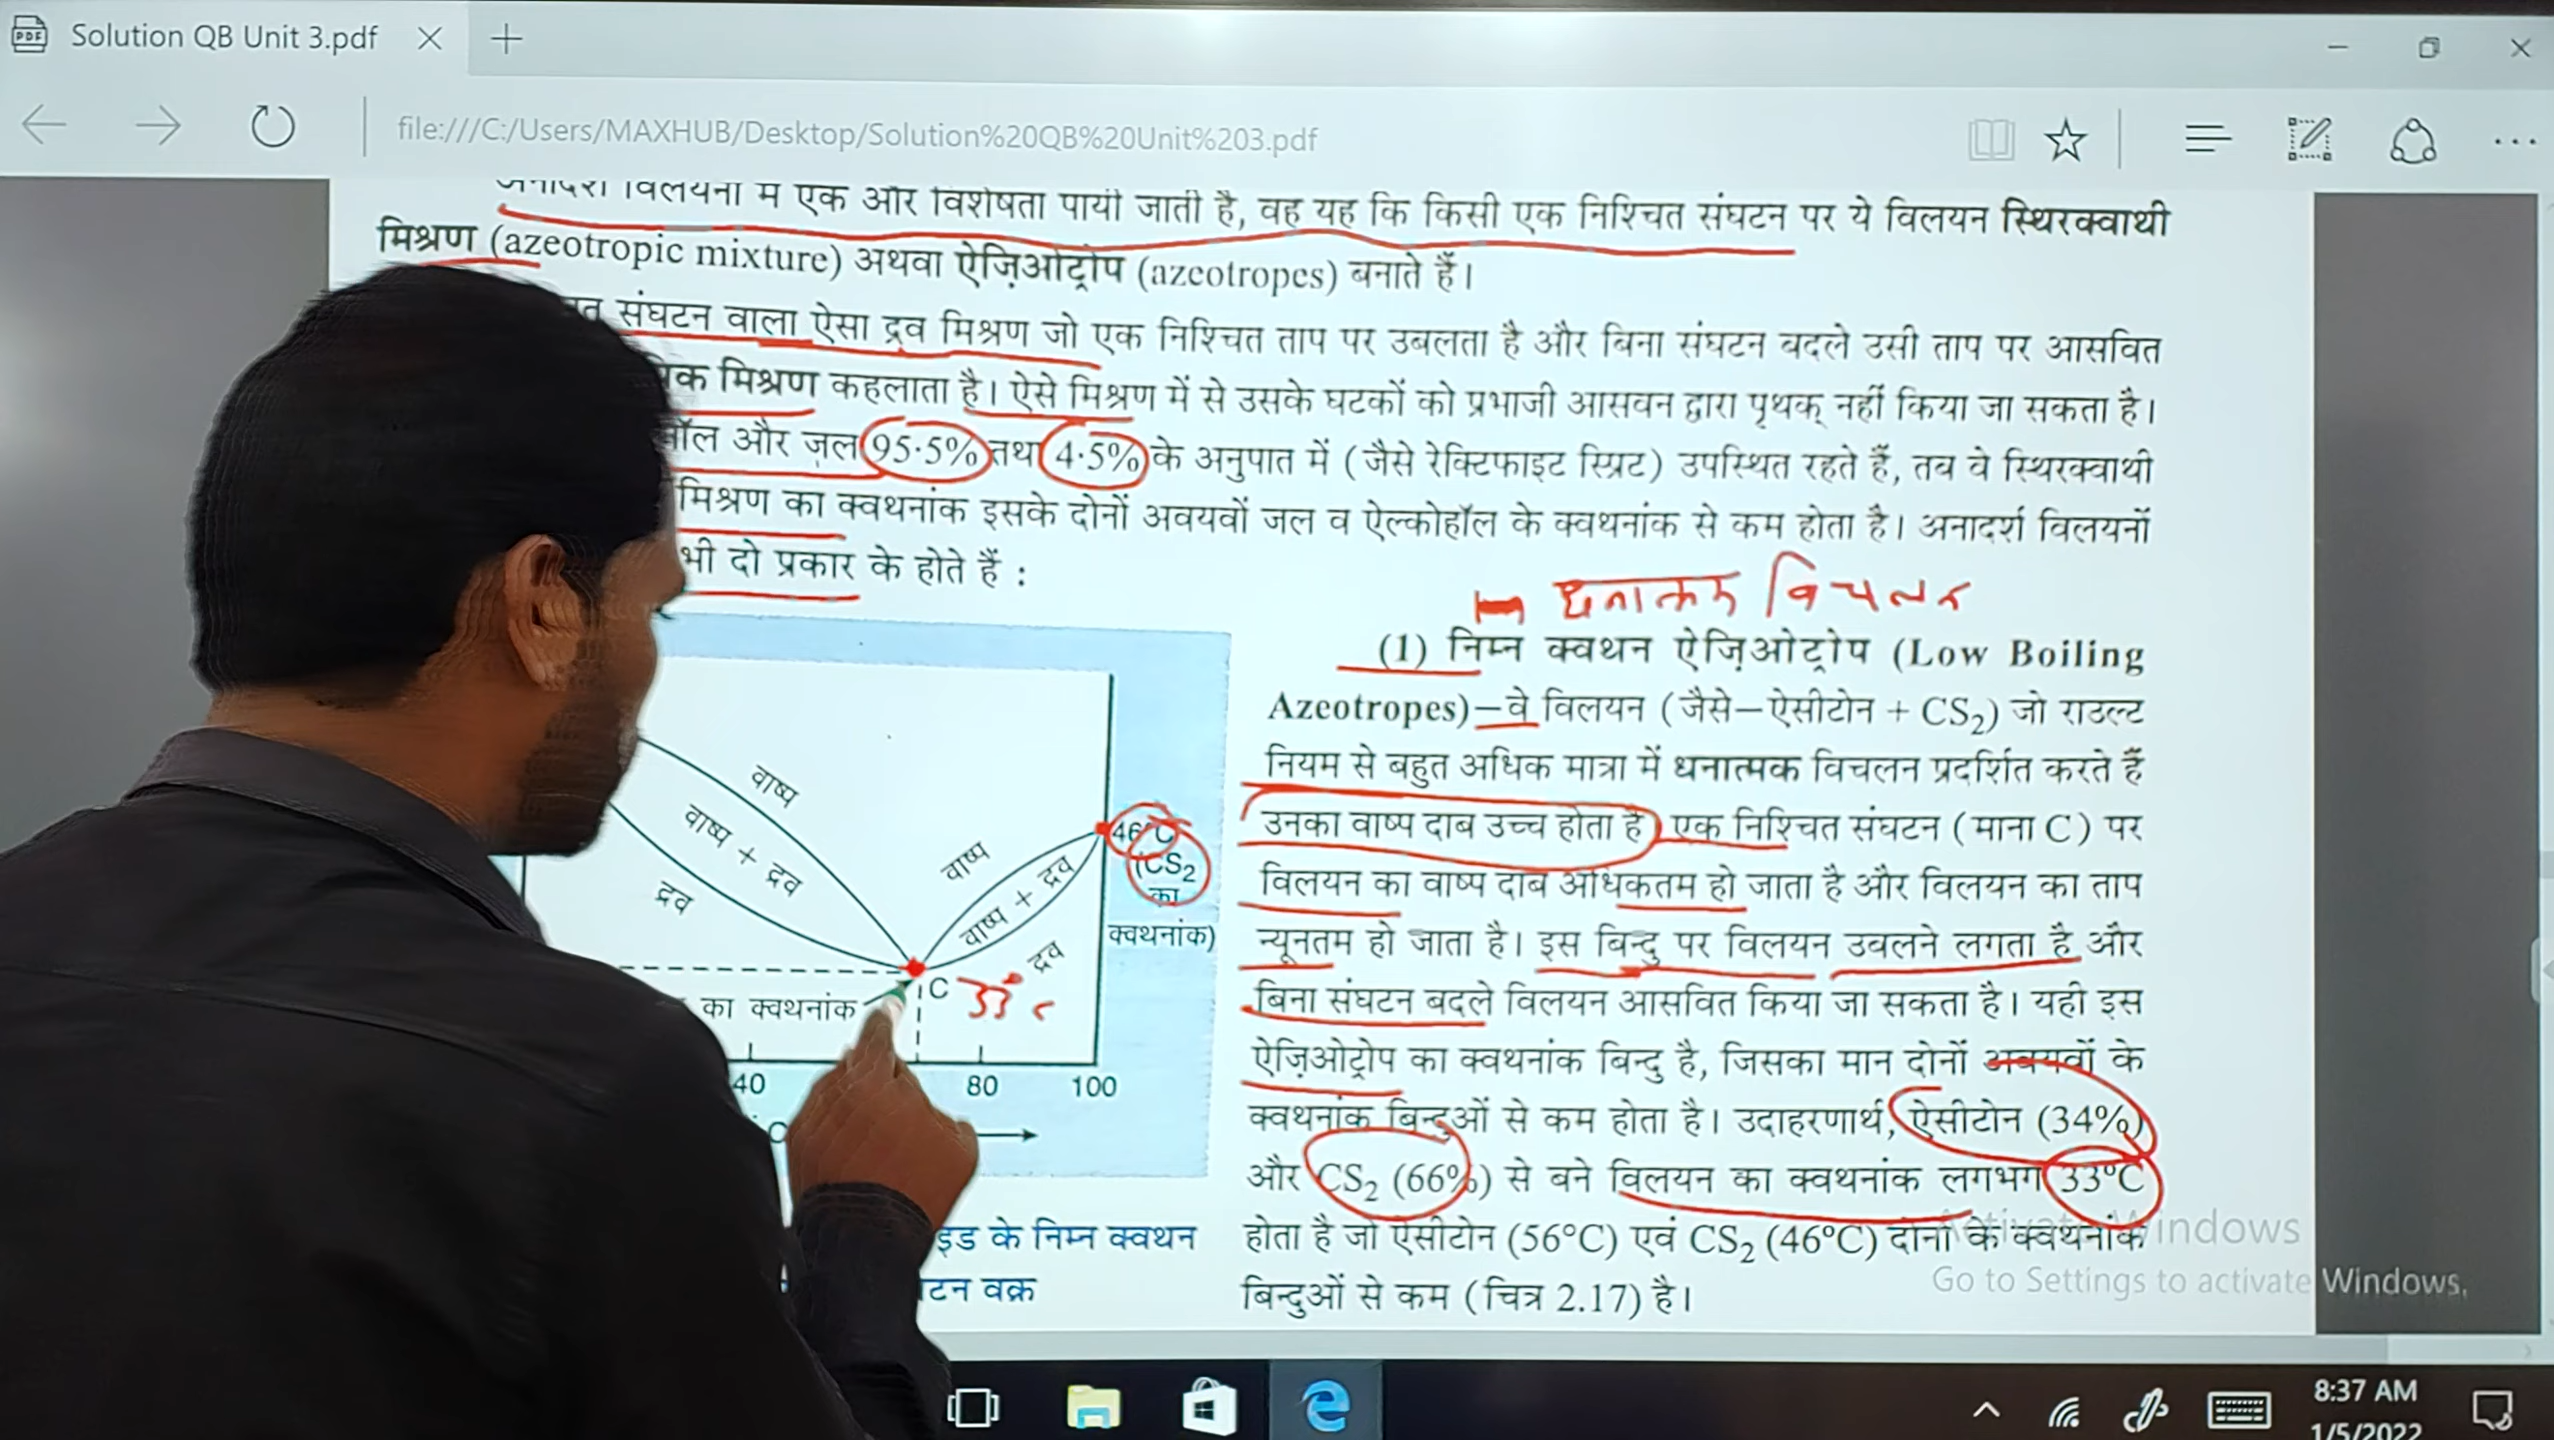 Solution QB Unit 3.pdf
file:///C:/Users/MAXHUB/Desktop/Solution%20QB%20Unit%203.pdf
विलयनों में एक और विशेषता पायी जाती है, वह यह कि किसी एक निश्चित संघटन पर ये विलयन स्थिरक्वाथी
मिश्रण (azeotropic mixture) अथवा ऐज़िओट्रोप (azeotropes) बनाते हैं।
संघटन वाला ऐसा द्रव मिश्रण जो एक निश्चित ताप पर उबलता है और बिना संघटन बदले उसी ताप पर आसवित
मिश्रण कहलाता है। ऐसे मिश्रण में से उसके घटकों को प्रभाजी आसवन द्वारा पृथक् नहीं किया जा सकता है।
और जल 95·5% तथा 4·5% के अनुपात में (जैसे रेक्टिफाइट स्प्रिट) उपस्थित रहते हैं, तब वे स्थिरक्वाथी
मिश्रण का क्वथनांक इसके दोनों अवयवों जल व ऐल्कोहॉल के क्वथनांक से कम होता है। अनादर्श विलयनों
भी दो प्रकार के होते हैं :
धनात्मक विचलन
(1) निम्न क्वथन ऐज़िओट्रोप (Low Boiling
Azeotropes)—वे विलयन (जैसे—ऐसीटोन + CS₂) जो राउल्ट
नियम से बहुत अधिक मात्रा में धनात्मक विचलन प्रदर्शित करते हैं
उनका वाष्प दाब उच्च होता है एक निश्चित संघटन (माना C) पर
विलयन का वाष्प दाब अधिकतम हो जाता है और विलयन का ताप
न्यूनतम हो जाता है। इस बिन्दु पर विलयन उबलने लगता है और
बिना संघटन बदले विलयन आसवित किया जा सकता है। यही इस
ऐज़िओट्रोप का क्वथनांक बिन्दु है, जिसका मान दोनों अवयवों के
क्वथनांक बिन्दुओं से कम होता है। उदाहरणार्थ, ऐसीटोन (34%)
और CS₂ (66%) से बने विलयन का क्वथनांक लगभग 33°C
होता है जो ऐसीटोन (56°C) एवं CS₂ (46°C) दोनों के क्वथनांक
बिन्दुओं से कम (चित्र 2.17) है।
वाष्प
वाष्प + द्रव
द्रव
वाष्प
वाष्प + द्रव
द्रव
46°C
(CS₂
का
क्वथनांक)
C 33°C
का क्वथनांक
40 80 100
के निम्न क्वथन
वक्र
Activate Windows
Go to Settings to activate Windows.
8:37 AM
1/5/2022